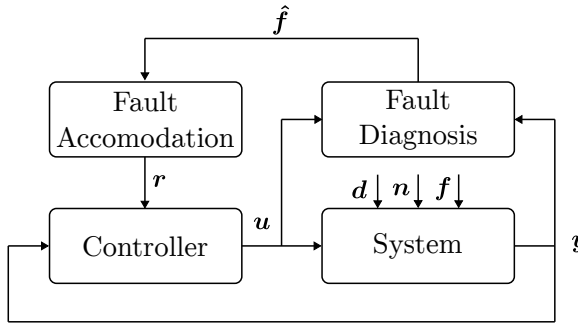 f̂
Fault
Accomodation
Fault
Diagnosis
r
d n f
u
Controller
System
y